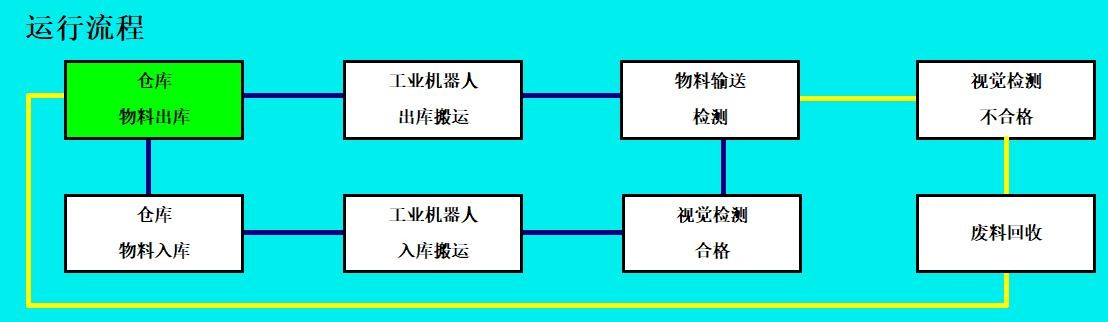 运行流程
仓库
物料出库
工业机器人
出库搬运
物料输送
检测
视觉检测
不合格
仓库
物料入库
工业机器人
入库搬运
视觉检测
合格
废料回收